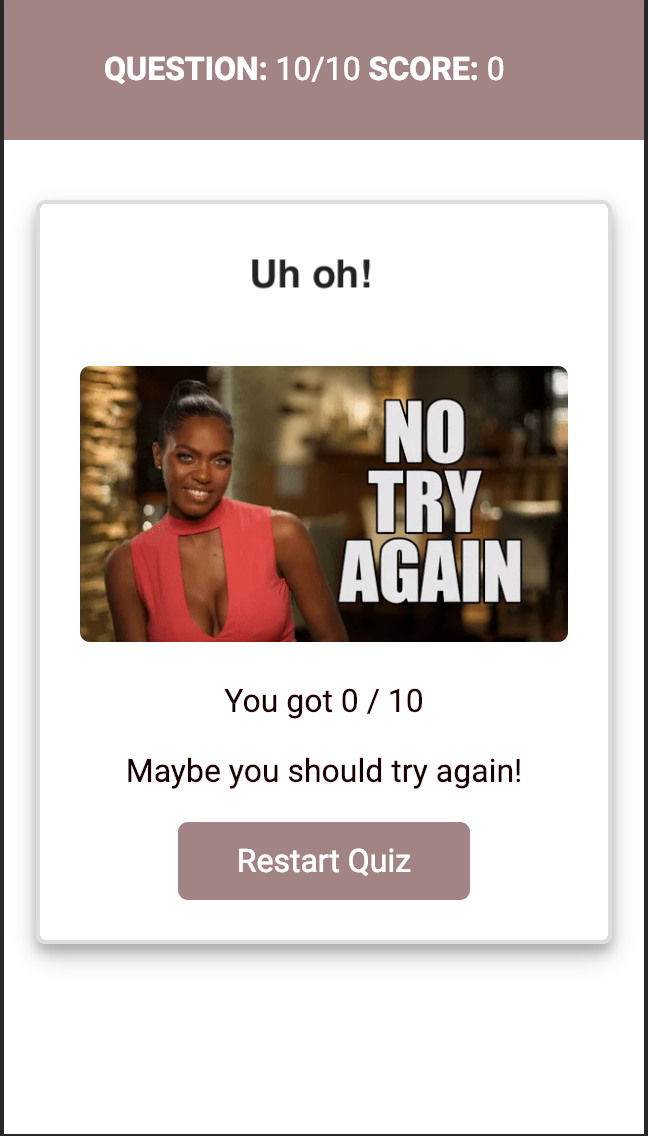 QUESTION: 10/10 SCORE: 0
Uh oh!
NO
TRY
AGAIN
You got 0 / 10
Maybe you should try again!
Restart Quiz